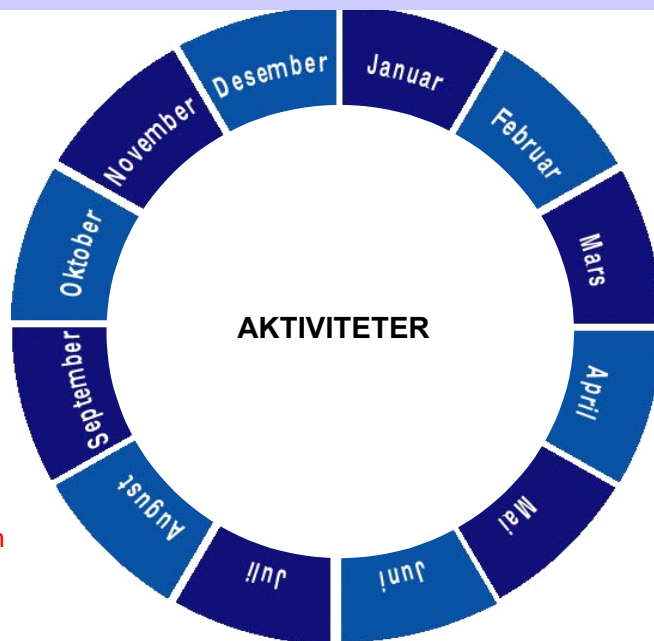 Januar
Februar
Mars
April
Mai
Juni
Juli
August
September
Oktober
November
Desember
AKTIVITETER